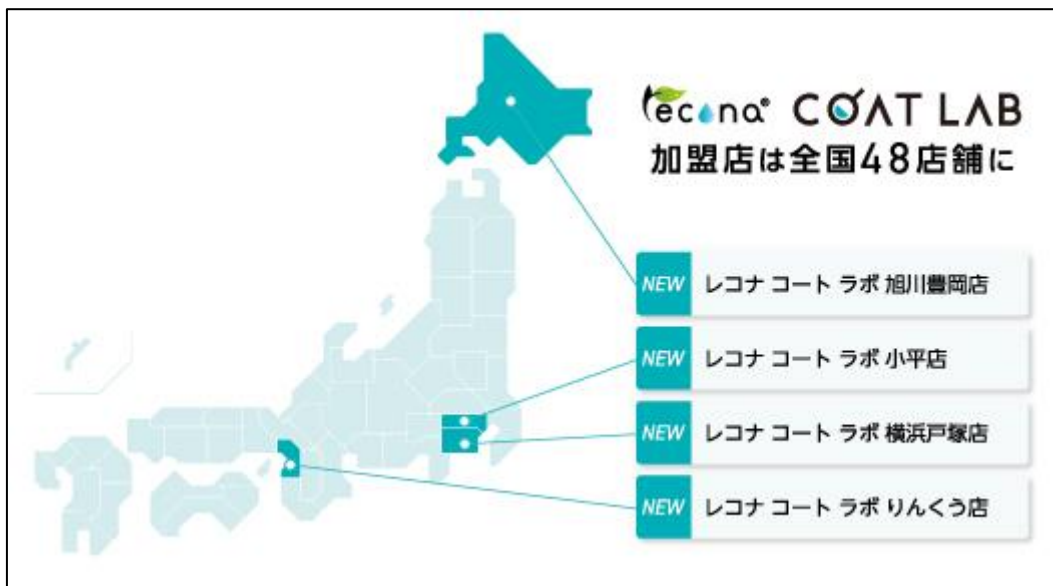 recona® COAT LAB
加盟店は全国48店舗に
NEW レコナ コート ラボ 旭川豊岡店
NEW レコナ コート ラボ 小平店
NEW レコナ コート ラボ 横浜戸塚店
NEW レコナ コート ラボ りんくう店